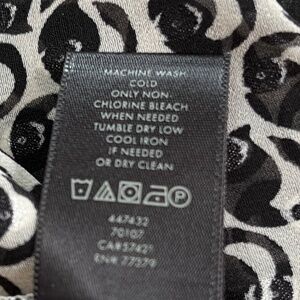 MACHINE WASH
COLD
ONLY NON
CHLORINE BLEACH
WHEN NEEDED
TUMBLE DRY LOW
COOL IRON
IF NEEDED
OR DRY CLEAN
P
447432
70107
CA#57421
EN# 77379